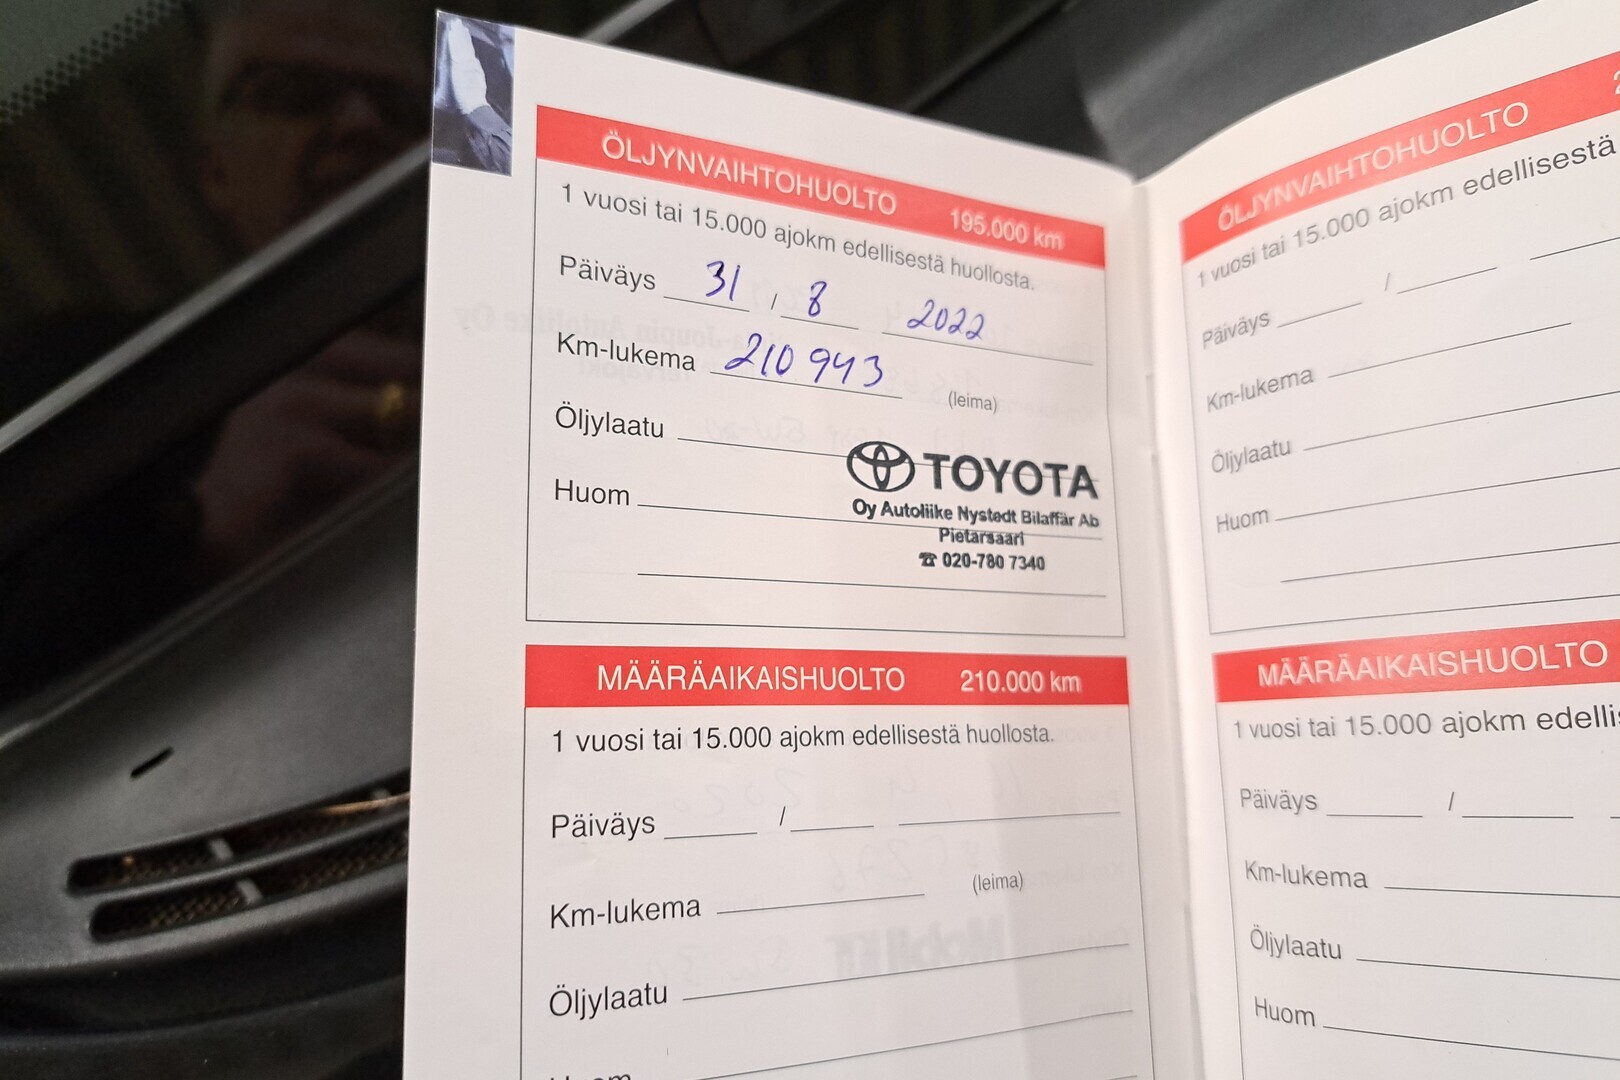 ÖLJYNVAIHTOHUOLTO 195.000 km
1 vuosi tai 15.000 ajokm edellisestä huollosta.
Päiväys 31 / 8 2022
Km-lukema 210 943
(leima)
Öljylaatu
TOYOTA
Huom
Oy Autoliike Nystedt Bilaffär Ab
Pietarsaari
☎ 020-780 7340
MÄÄRÄAIKAISHUOLTO 210.000 km
1 vuosi tai 15.000 ajokm edellisestä huollosta.
Päiväys /
Km-lukema (leima)
Öljylaatu
Huom
ÖLJYNVAIHTOHUOLTO
1 vuosi tai 15.000 ajokm edellisestä
Päiväys /
Km-lukema
Öljylaatu
Huom
MÄÄRÄAIKAISHUOLTO
1 vuosi tai 15.000 ajokm
Päiväys /
Km-lukema
Öljylaatu
Huom